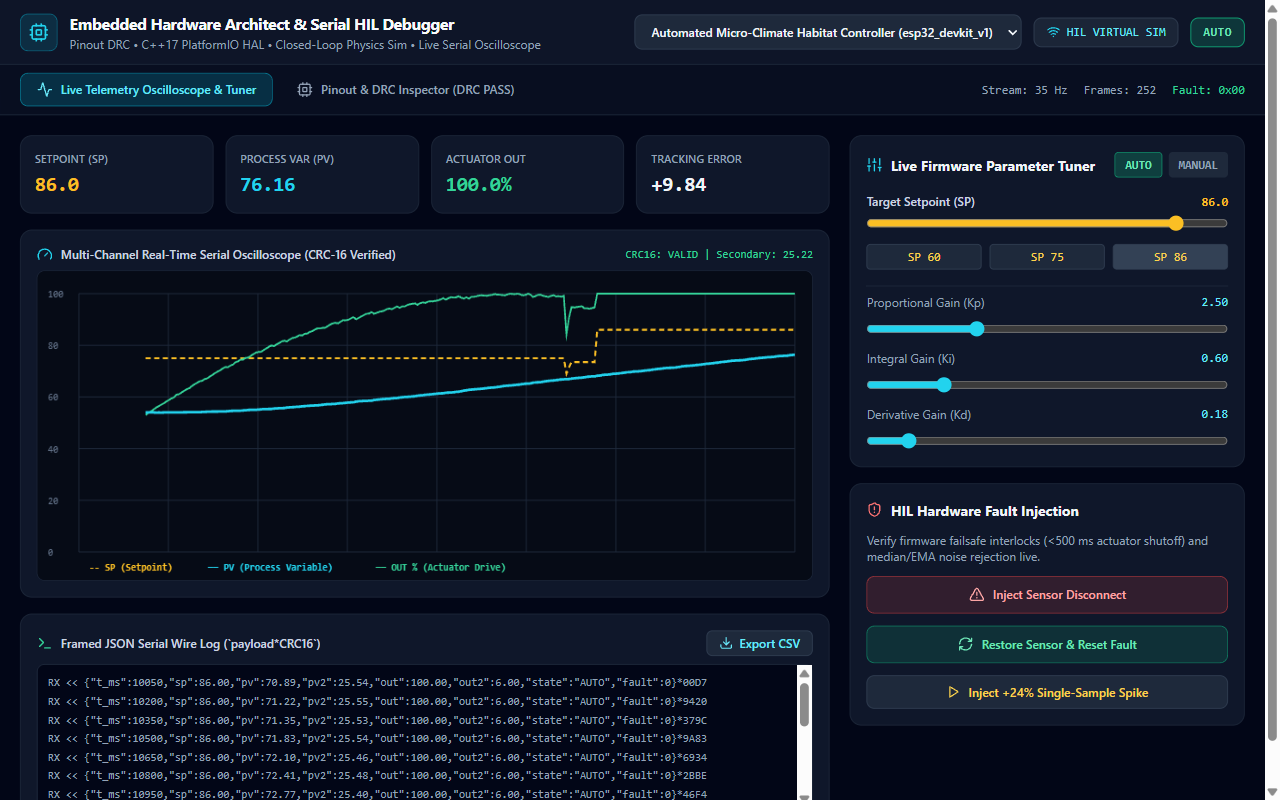 Embedded Hardware Architect & Serial HIL Debugger
Pinout DRC • C++17 PlatformIO HAL • Closed-Loop Physics Sim • Live Serial Oscilloscope
Automated Micro-Climate Habitat Controller (esp32_devkit_v1)
HIL VIRTUAL SIM
AUTO
Live Telemetry Oscilloscope & Tuner
Pinout & DRC Inspector (DRC PASS)
Stream: 35 Hz Frames: 252 Fault: 0x00
SETPOINT (SP)
86.0
PROCESS VAR (PV)
76.16
ACTUATOR OUT
100.0%
TRACKING ERROR
+9.84
Multi-Channel Real-Time Serial Oscilloscope (CRC-16 Verified)
CRC16: VALID | Secondary: 25.22
100
80
60
40
20
0
-- SP (Setpoint)
— PV (Process Variable)
— OUT % (Actuator Drive)
Framed JSON Serial Wire Log (`payload*CRC16`)
Export CSV
RX << {"t_ms":10050,"sp":86.00,"pv":70.89,"pv2":25.54,"out":100.00,"out2":6.00,"state":"AUTO","fault":0}*00D7
RX << {"t_ms":10200,"sp":86.00,"pv":71.22,"pv2":25.55,"out":100.00,"out2":6.00,"state":"AUTO","fault":0}*9420
RX << {"t_ms":10350,"sp":86.00,"pv":71.35,"pv2":25.53,"out":100.00,"out2":6.00,"state":"AUTO","fault":0}*379C
RX << {"t_ms":10500,"sp":86.00,"pv":71.83,"pv2":25.54,"out":100.00,"out2":6.00,"state":"AUTO","fault":0}*9A83
RX << {"t_ms":10650,"sp":86.00,"pv":72.10,"pv2":25.46,"out":100.00,"out2":6.00,"state":"AUTO","fault":0}*6934
RX << {"t_ms":10800,"sp":86.00,"pv":72.41,"pv2":25.48,"out":100.00,"out2":6.00,"state":"AUTO","fault":0}*2BBE
RX << {"t_ms":10950,"sp":86.00,"pv":72.77,"pv2":25.40,"out":100.00,"out2":6.00,"state":"AUTO","fault":0}*46F4
Live Firmware Parameter Tuner
AUTO
MANUAL
Target Setpoint (SP)
86.0
SP 60
SP 75
SP 86
Proportional Gain (Kp)
2.50
Integral Gain (Ki)
0.60
Derivative Gain (Kd)
0.18
HIL Hardware Fault Injection
Verify firmware failsafe interlocks (<500 ms actuator shutoff) and
median/EMA noise rejection live.
Inject Sensor Disconnect
Restore Sensor & Reset Fault
Inject +24% Single-Sample Spike